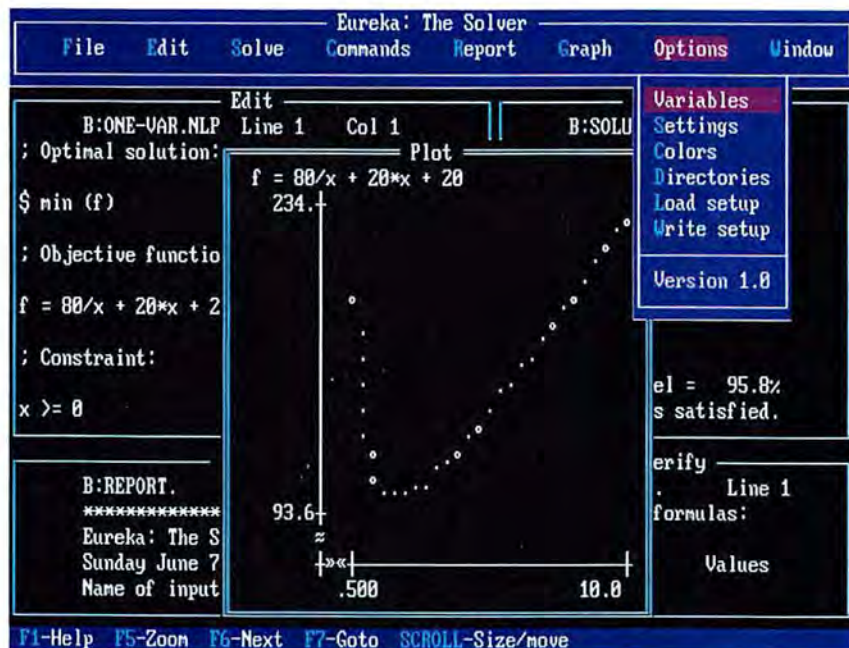 Eureka: The Solver
File Edit Solve Commands Report Graph Options Window
Variables
Settings
Colors
Directories
Load setup
Write setup
Version 1.0
Edit
B:ONE-VAR.NLP Line 1 Col 1
; Optimal solution:
$ min (f)
; Objective functio
f = 80/x + 20*x + 2
; Constraint:
x >= 0
B:SOLU
el = 95.8%
s satisfied.
Plot
f = 80/x + 20*x + 20
234.
93.6
≈
»«
.500 10.0
B:REPORT.
*************
Eureka: The S
Sunday June 7
Name of input
erify
. Line 1
formulas:
Values
F1-Help F5-Zoom F6-Next F7-Goto SCROLL-Size/move